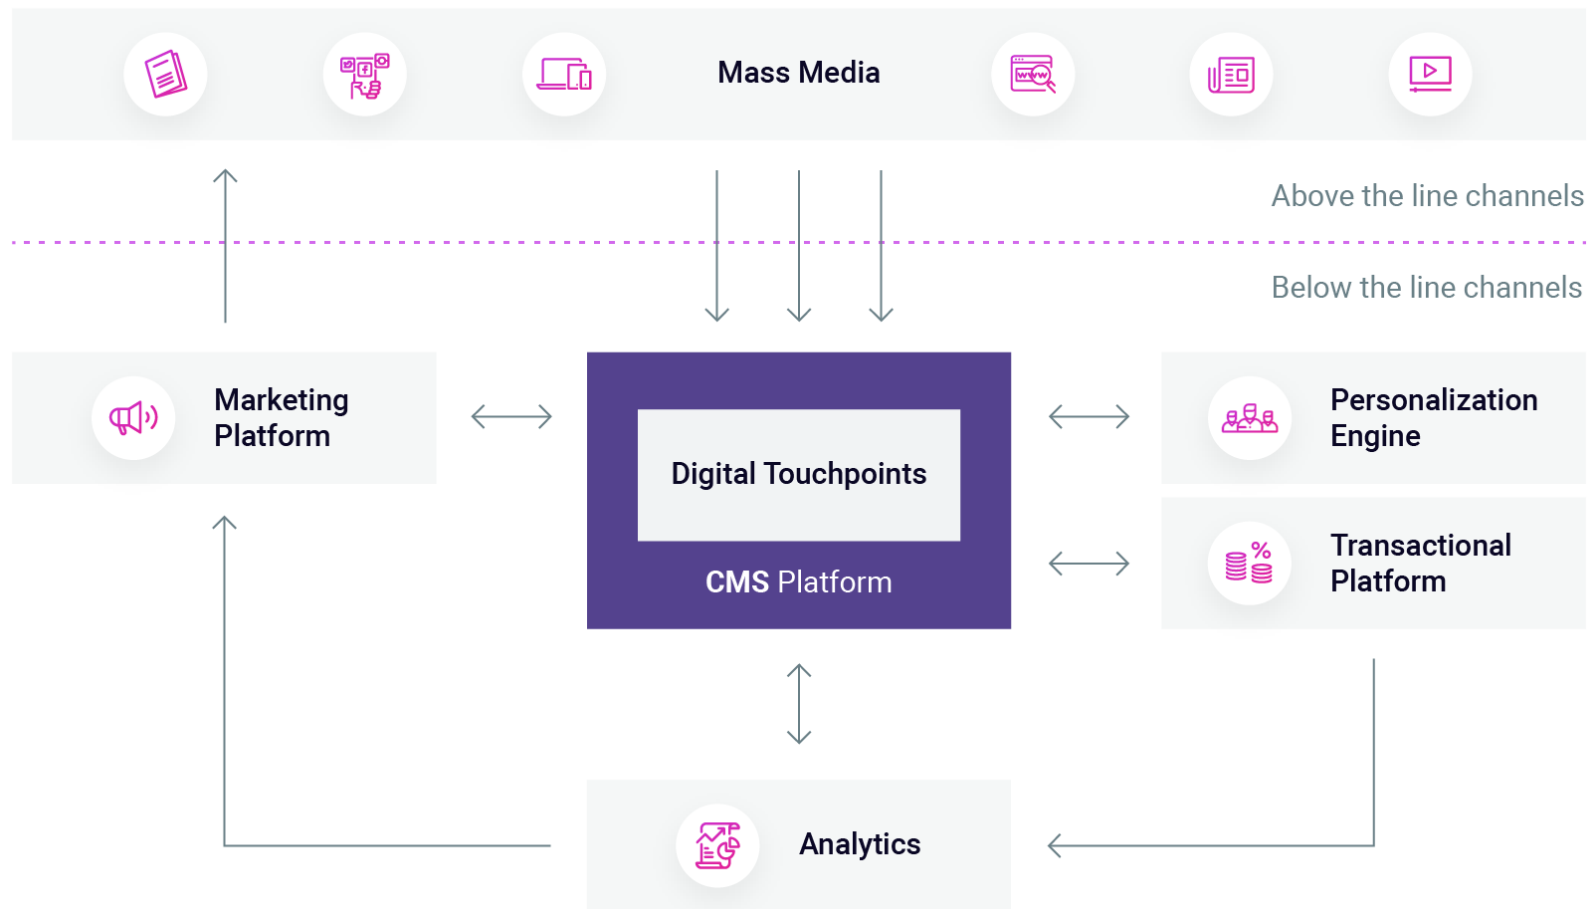 Mass Media
www
Above the line channels
Below the line channels
Marketing
Platform
Digital Touchpoints
CMS Platform
Personalization
Engine
%
Transactional
Platform
Analytics